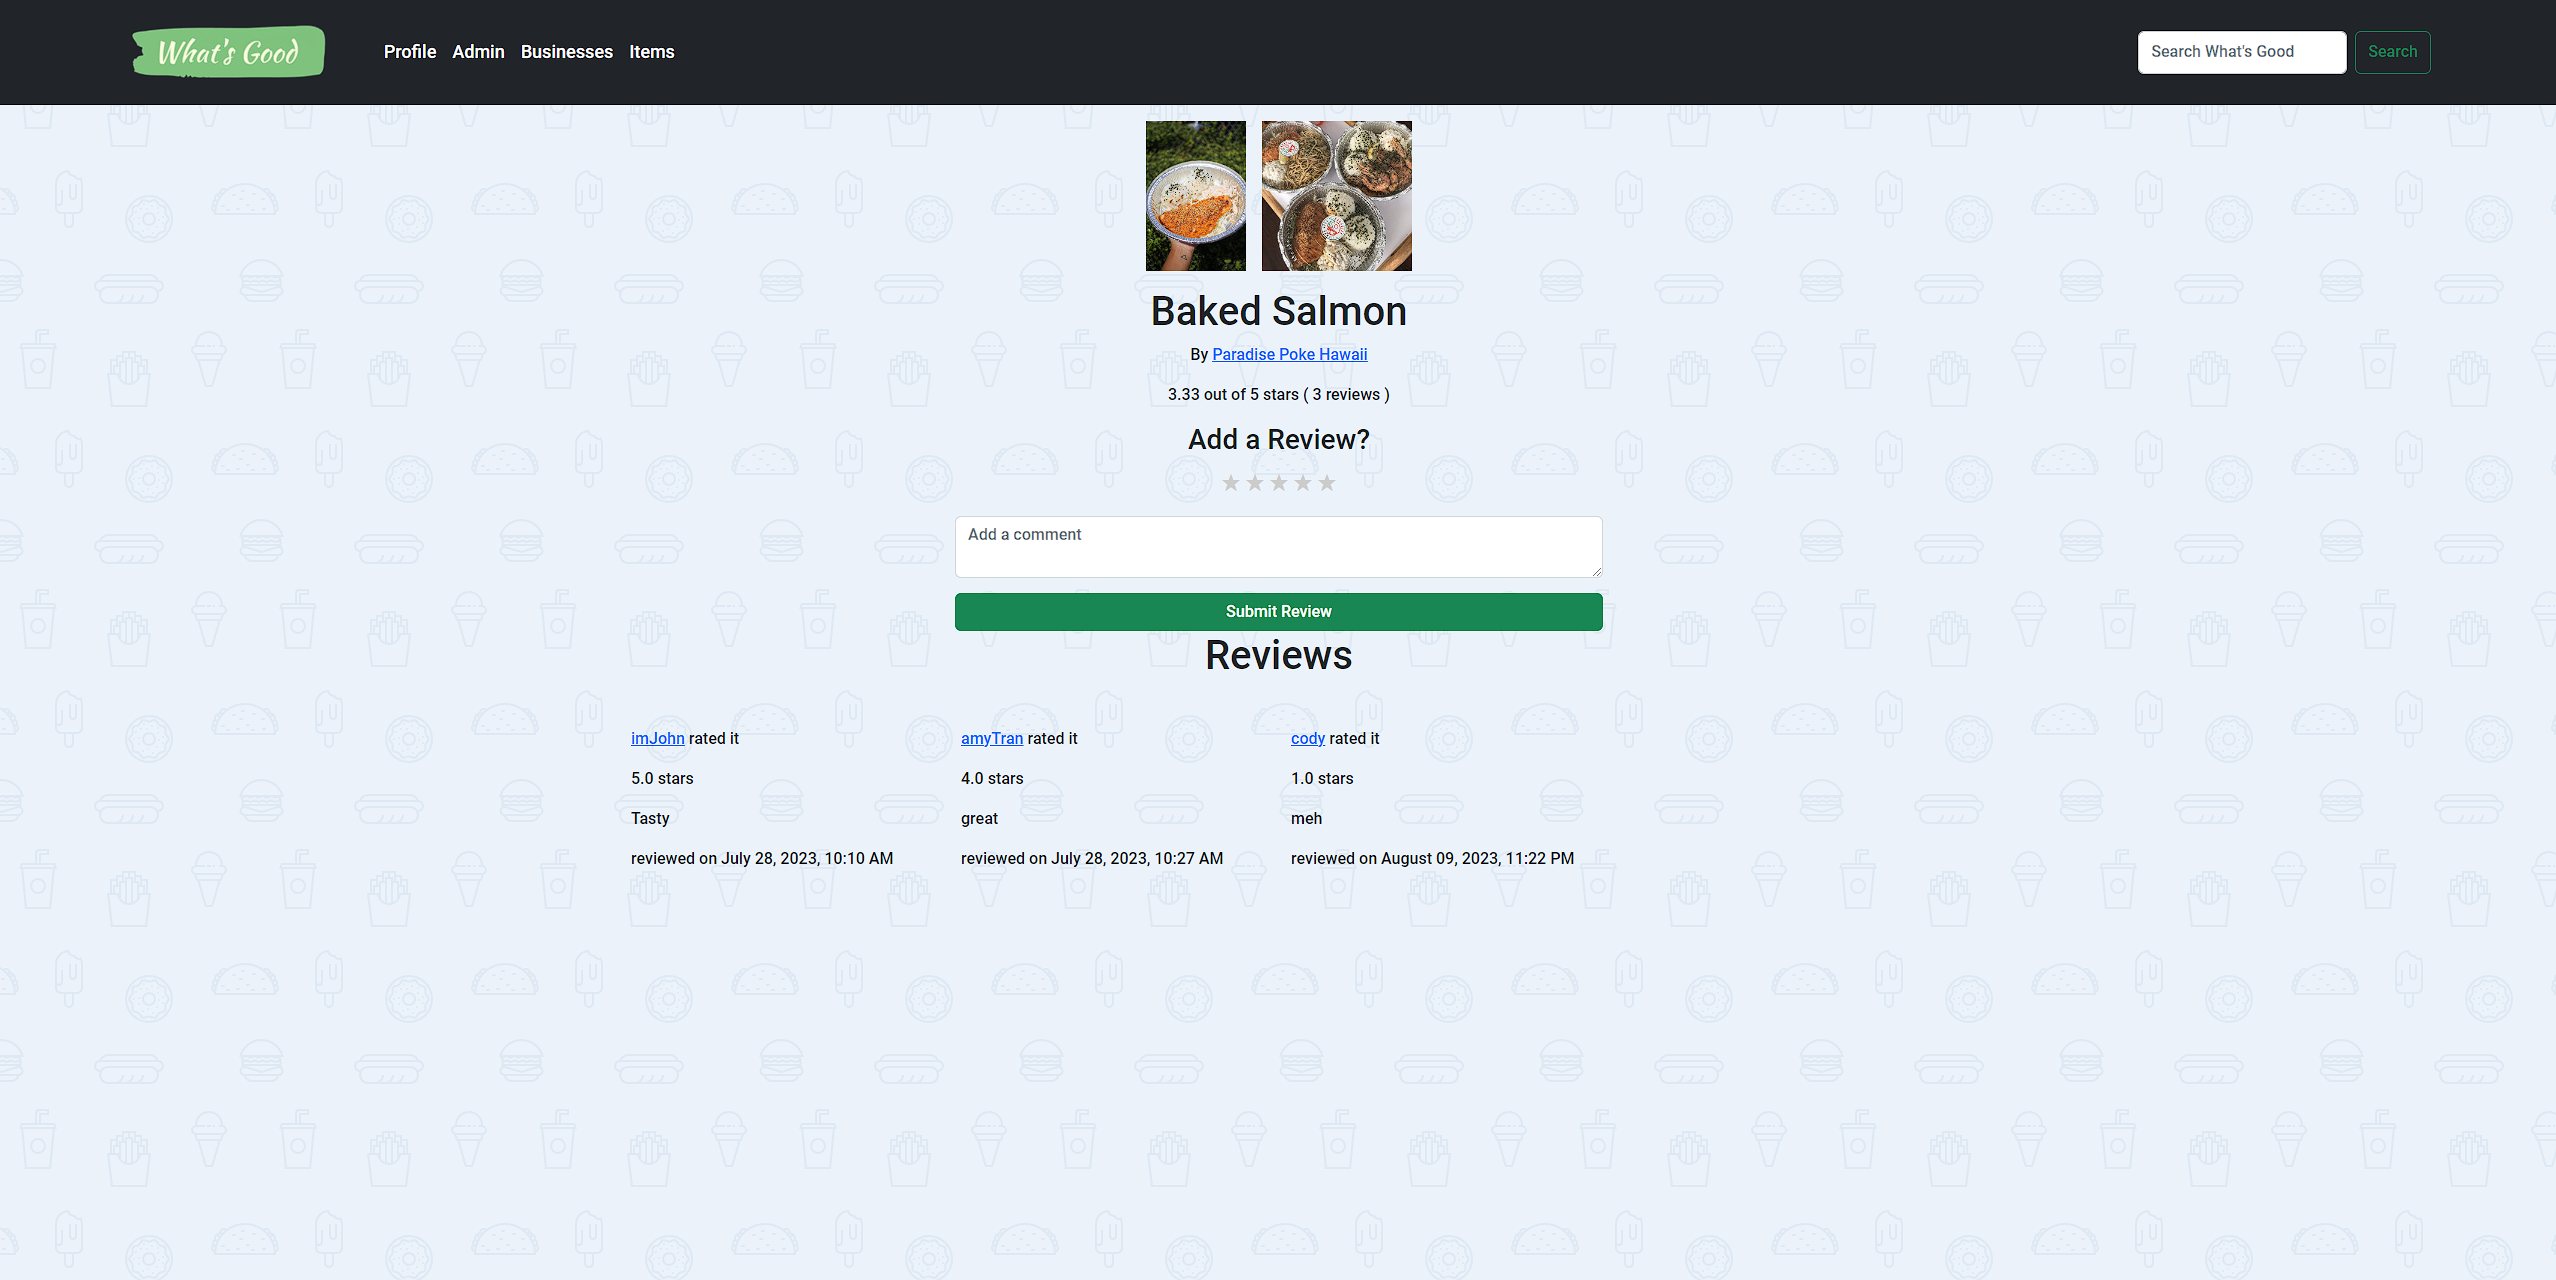 What's Good
Profile Admin Businesses Items
Search What's Good Search
Baked Salmon
By Paradise Poke Hawaii
3.33 out of 5 stars ( 3 reviews )
Add a Review?
Add a comment
Submit Review
Reviews
imJohn rated it
5.0 stars
Tasty
reviewed on July 28, 2023, 10:10 AM
amyTran rated it
4.0 stars
great
reviewed on July 28, 2023, 10:27 AM
cody rated it
1.0 stars
meh
reviewed on August 09, 2023, 11:22 PM